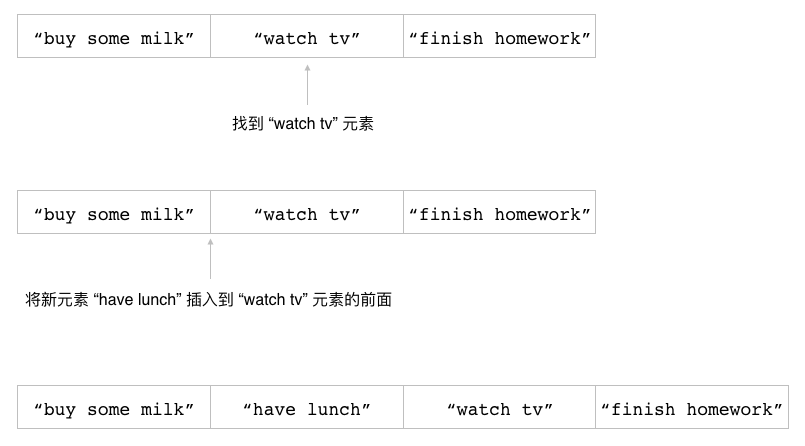 “buy some milk” “watch tv” “finish homework”
找到 “watch tv” 元素
“buy some milk” “watch tv” “finish homework”
将新元素 “have lunch” 插入到 “watch tv” 元素的前面
“buy some milk” “have lunch” “watch tv” “finish homework”